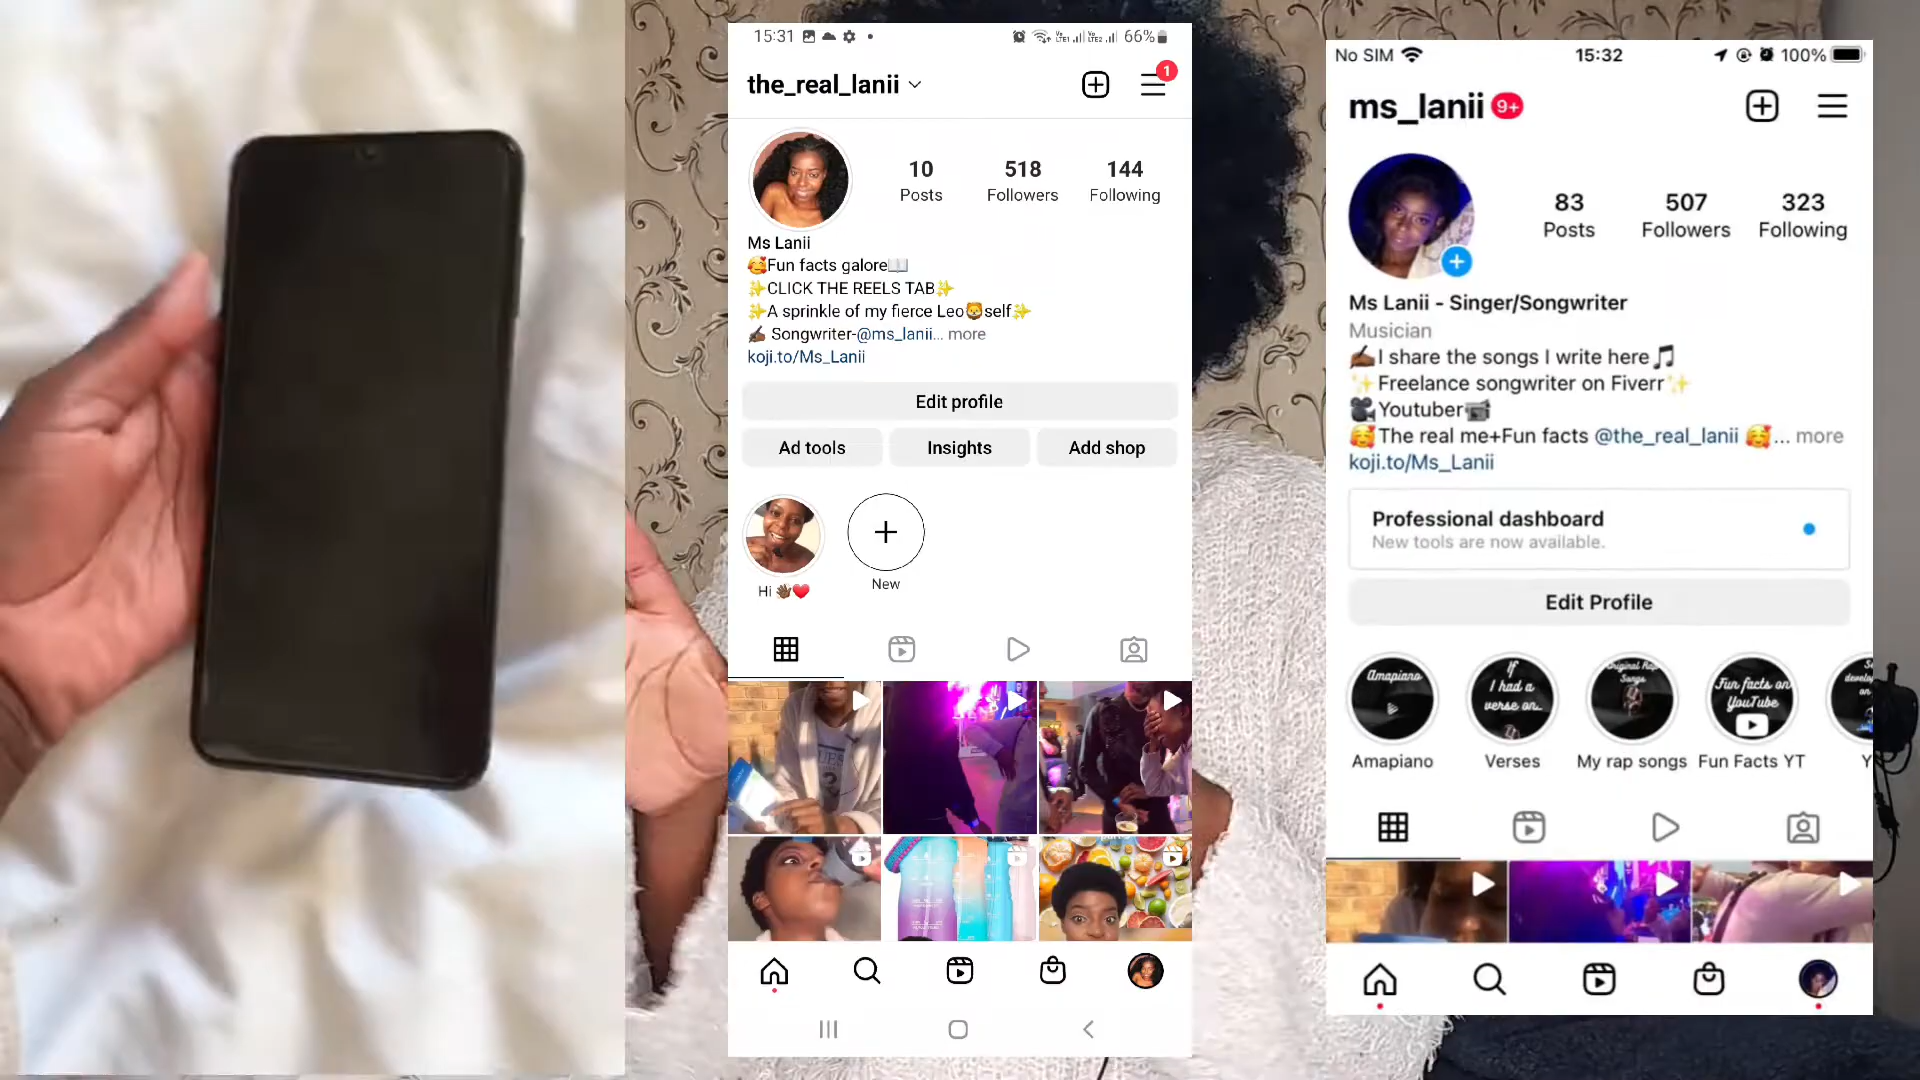 15:31
66%
the_real_lanii
1
10
518
144
Posts
Followers
Following
Ms Lanii
🥰Fun facts galore📖
✨CLICK THE REELS TAB✨
✨A sprinkle of my fierce Leo🦁self✨
✍🏿 Songwriter-@ms_lanii... more
koji.to/Ms_Lanii
Edit profile
Ad tools
Insights
Add shop
Hi 👋🏿❤️
New
No SIM
15:32
100%
ms_lanii 9+
83
507
323
Posts
Followers
Following
Ms Lanii - Singer/Songwriter
Musician
✍🏿I share the songs I write here🎵
✨Freelance songwriter on Fiverr✨
🎥Youtuber📹
🥰The real me+Fun facts @the_real_lanii 🥰... more
koji.to/Ms_Lanii
Professional dashboard
New tools are now available.
Edit Profile
Amapiano
If
I had a
verse on..
Original Rap
Songs
Fun facts on
YouTube
Amapiano
Verses
My rap songs
Fun Facts YT
Y